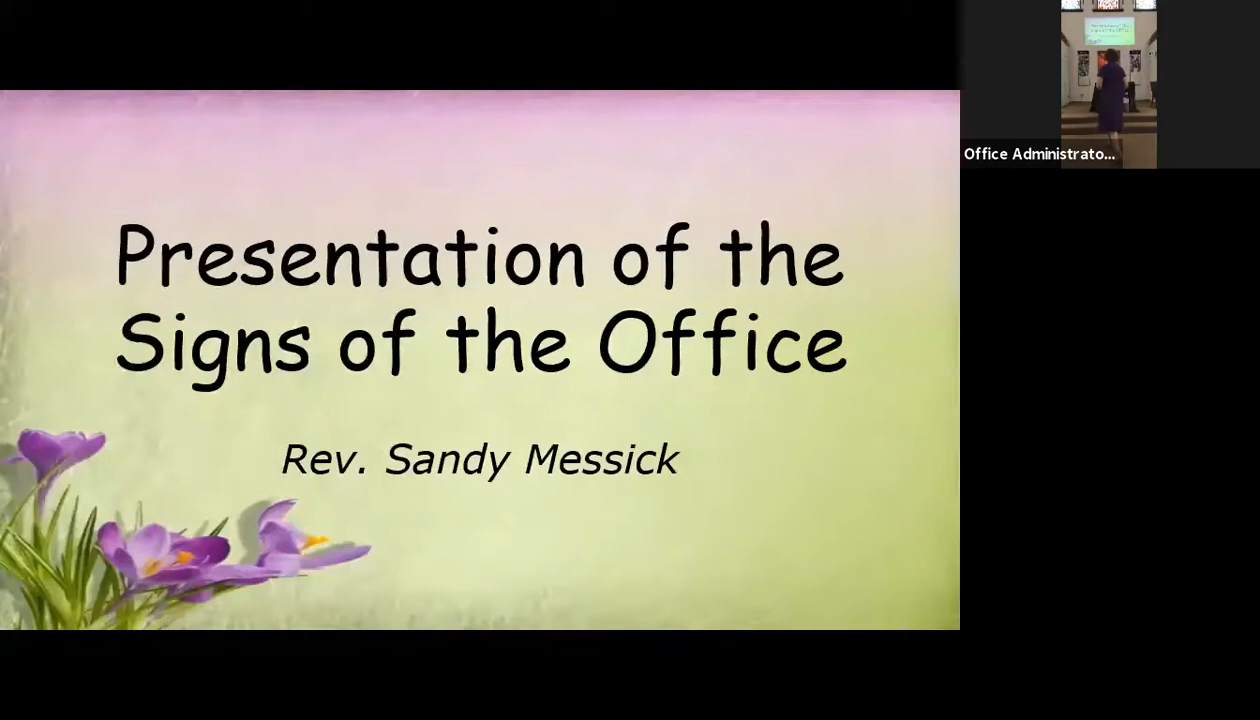 Presentation of the
Signs of the Office
Rev. Sandy Messick
Office Administrato...